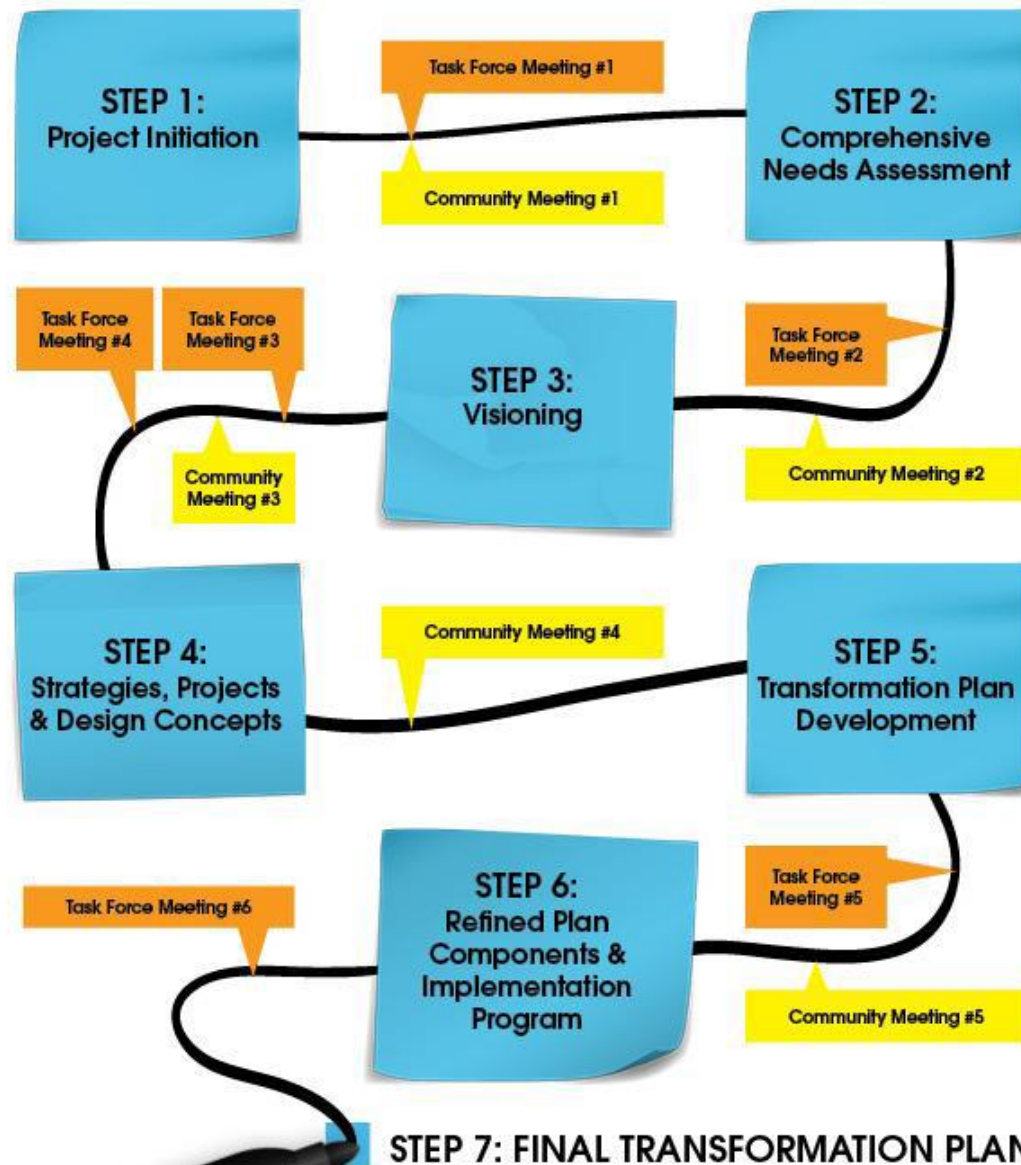 STEP 1:
Project Initiation
Task Force Meeting #1
Community Meeting #1
STEP 2:
Comprehensive
Needs Assessment
Task Force
Meeting #2
Community Meeting #2
STEP 3:
Visioning
Task Force
Meeting #3
Community
Meeting #3
Task Force
Meeting #4
STEP 4:
Strategies, Projects
& Design Concepts
Community Meeting #4
STEP 5:
Transformation Plan
Development
Task Force
Meeting #5
Community Meeting #5
STEP 6:
Refined Plan
Components &
Implementation
Program
Task Force Meeting #6
STEP 7: FINAL TRANSFORMATION PLAN